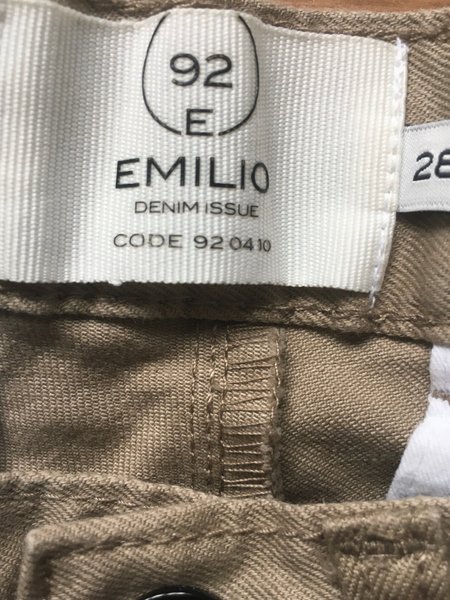 92
E
EMILIO
DENIM ISSUE
CODE 92 04 10
28